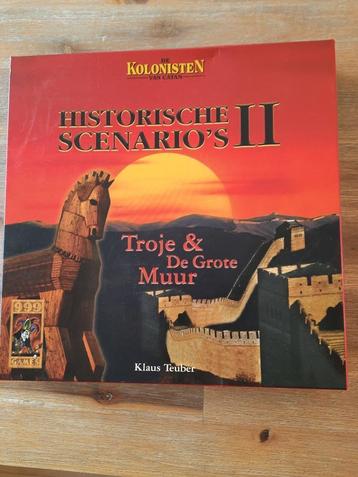 DE
KOLONISTEN
VAN CATAN
HISTORISCHE
SCENARIO'S II
Troje &
De Grote
Muur
999
GAMES
Klaus Teuber